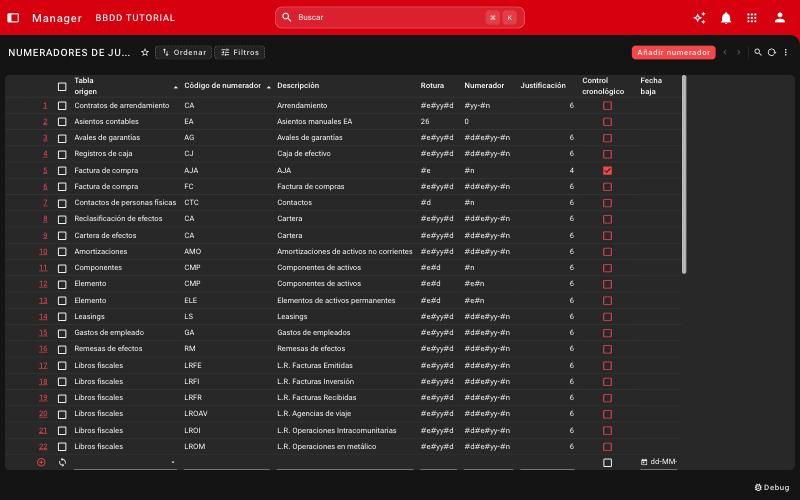 Manager BBDD TUTORIAL Buscar ⌘ K
NUMERADORES DE JU... Ordenar Filtros Añadir numerador
Tabla origen Código de numerador Descripción Rotura Numerador Justificación Control cronológico Fecha baja
1 Contratos de arrendamiento CA Arrendamiento #e#yy#d #yy-#n 6
2 Asientos contables EA Asientos manuales EA 26 0
3 Avales de garantías AG Avales de garantías #e#yy#d #d#e#yy-#n 6
4 Registros de caja CJ Caja de efectivo #e#yy#d #d#e#yy-#n 6
5 Factura de compra AJA AJA #e #n 4
6 Factura de compra FC Factura de compras #e#yy#d #d#e#yy-#n 6
7 Contactos de personas físicas CTC Contactos #d #n 6
8 Reclasificación de efectos CA Cartera #e#yy#d #d#e#yy-#n 6
9 Cartera de efectos CA Cartera #e#yy#d #d#e#yy-#n 6
10 Amortizaciones AMO Amortizaciones de activos no corrientes #e#yy#d #d#e#yy-#n 6
11 Componentes CMP Componentes de activos #e#d #n 6
12 Elemento CMP Componentes de activos #e#d #e#n 6
13 Elemento ELE Elementos de activos permanentes #e#d #e#n 6
14 Leasings LS Leasings #e#yy#d #d#e#yy-#n 6
15 Gastos de empleado GA Gastos de empleados #e#yy#d #d#e#yy-#n 6
16 Remesas de efectos RM Remesas de efectos #e#yy#d #d#e#yy-#n 6
17 Libros fiscales LRFE L.R. Facturas Emitidas #e#yy#d #d#e#yy-#n 6
18 Libros fiscales LRFI L.R. Facturas Inversión #e#yy#d #d#e#yy-#n 6
19 Libros fiscales LRFR L.R. Facturas Recibidas #e#yy#d #d#e#yy-#n 6
20 Libros fiscales LROAV L.R. Agencias de viaje #e#yy#d #d#e#yy-#n 6
21 Libros fiscales LROI L.R. Operaciones Intracomunitarias #e#yy#d #d#e#yy-#n 6
22 Libros fiscales LROM L.R. Operaciones en metálico #e#yy#d #d#e#yy-#n 6
dd-MM-
Debug